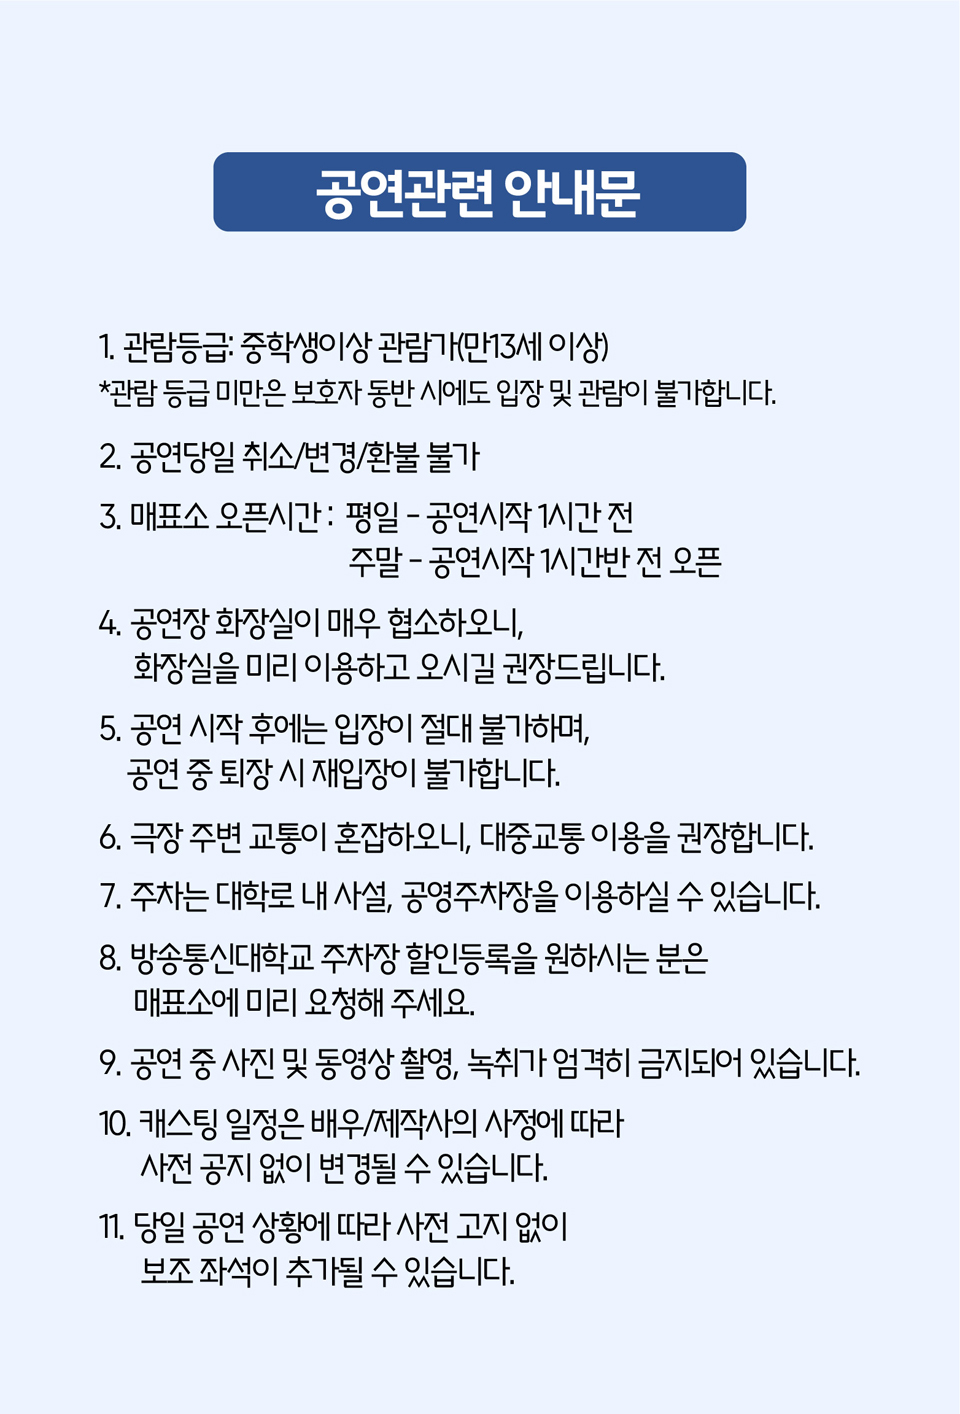 공연관련 안내문
1. 관람등급: 중학생이상 관람가(만13세 이상)
*관람 등급 미만은 보호자 동반 시에도 입장 및 관람이 불가합니다.
2. 공연당일 취소/변경/환불 불가
3. 매표소 오픈시간 : 평일 - 공연시작 1시간 전
주말 - 공연시작 1시간반 전 오픈
4. 공연장 화장실이 매우 협소하오니,
화장실을 미리 이용하고 오시길 권장드립니다.
5. 공연 시작 후에는 입장이 절대 불가하며,
공연 중 퇴장 시 재입장이 불가합니다.
6. 극장 주변 교통이 혼잡하오니, 대중교통 이용을 권장합니다.
7. 주차는 대학로 내 사설, 공영주차장을 이용하실 수 있습니다.
8. 방송통신대학교 주차장 할인등록을 원하시는 분은
매표소에 미리 요청해 주세요.
9. 공연 중 사진 및 동영상 촬영, 녹취가 엄격히 금지되어 있습니다.
10. 캐스팅 일정은 배우/제작사의 사정에 따라
사전 공지 없이 변경될 수 있습니다.
11. 당일 공연 상황에 따라 사전 고지 없이
보조 좌석이 추가될 수 있습니다.